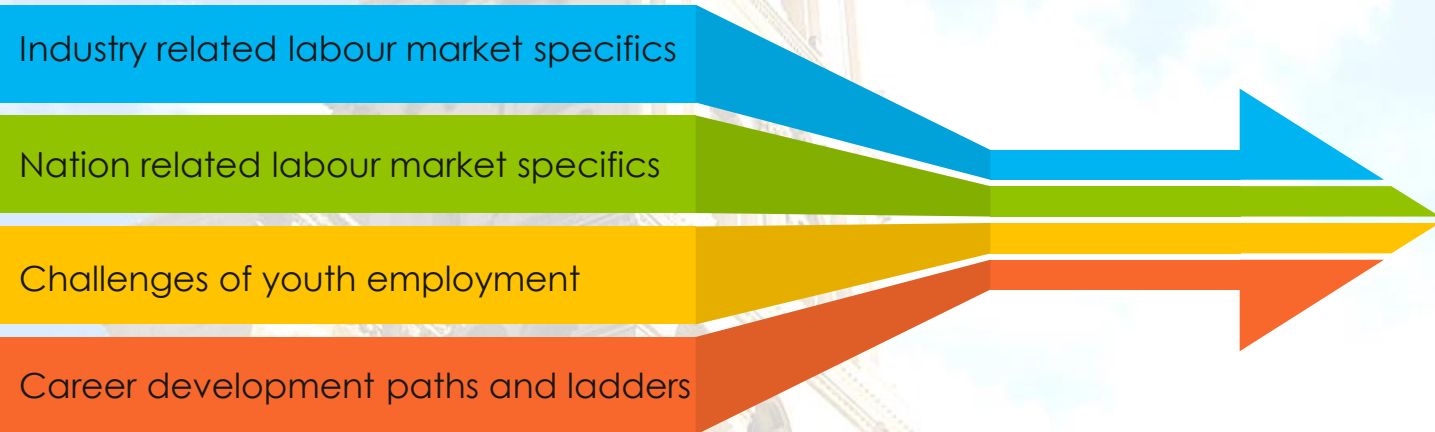 Industry related labour market specifics
Nation related labour market specifics
Challenges of youth employment
Career development paths and ladders